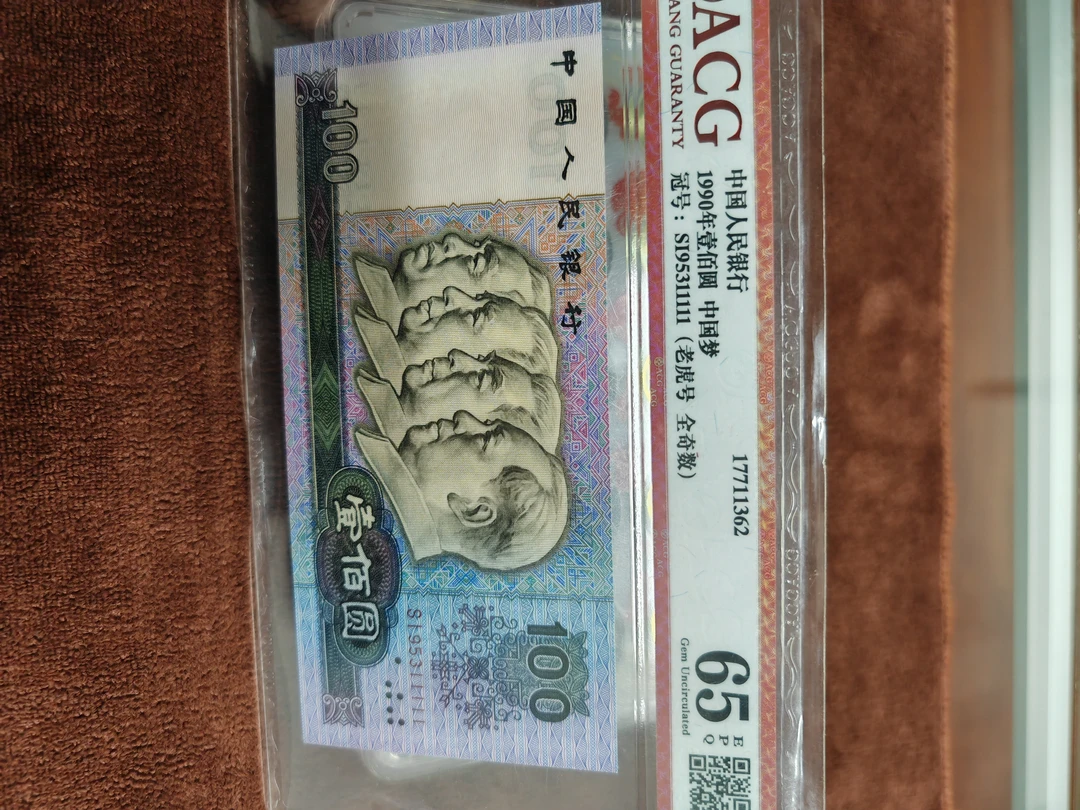 ACG
ANG GUARANTY
中国人民银行
1990年壹佰圆 中国梦
冠号：SI95311111 (老虎号 全奇数)
17711362
65
E
P
Q
Gem Uncirculated
中国人民银行
100
壹佰圆
SI95311111
100